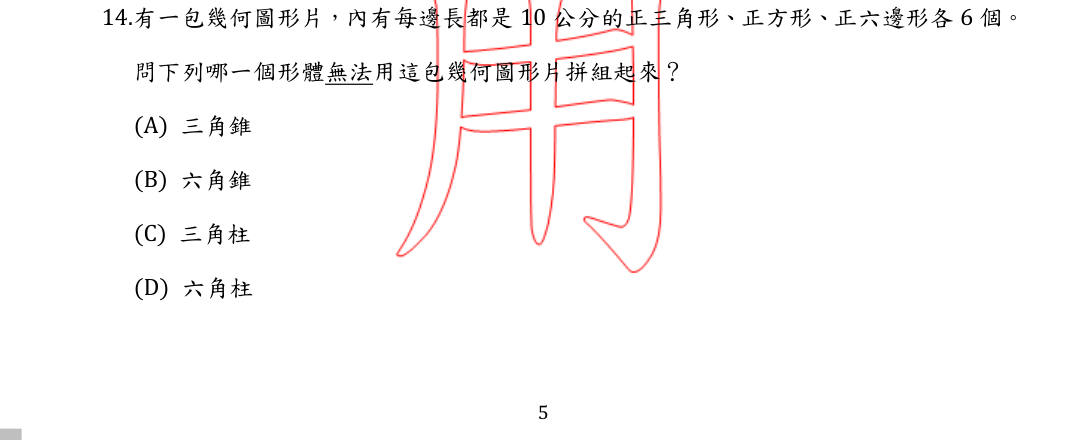 14.有一包幾何圖形片，內有每邊長都是 10 公分的正三角形、正方形、正六邊形各 6 個。
問下列哪一個形體無法用這包幾何圖形片拼組起來？
(A) 三角錐
(B) 六角錐
(C) 三角柱
(D) 六角柱
用
5